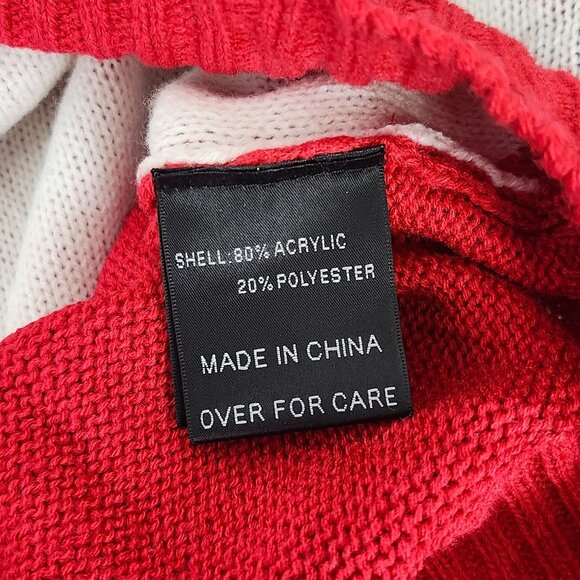 SHELL:80% ACRYLIC
20% POLYESTER
MADE IN CHINA
OVER FOR CARE